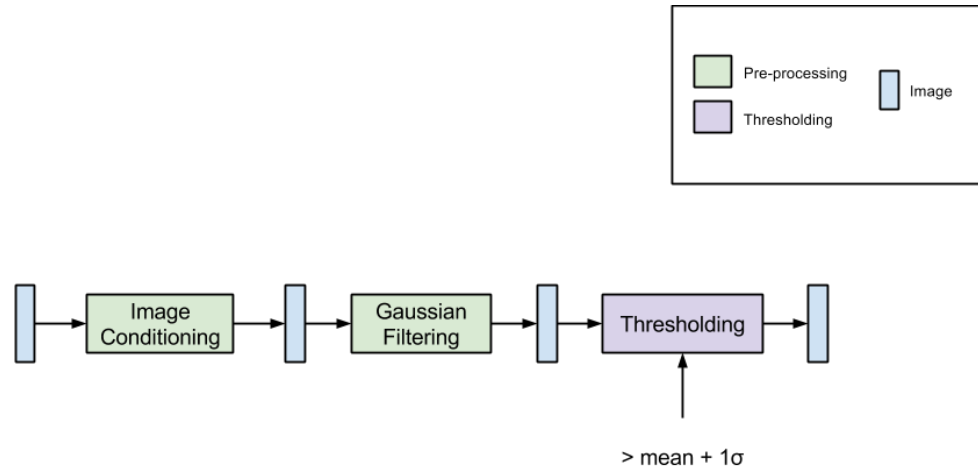 Pre-processing
Image
Thresholding
Image
Conditioning
Gaussian
Filtering
Thresholding
> mean + 1σ